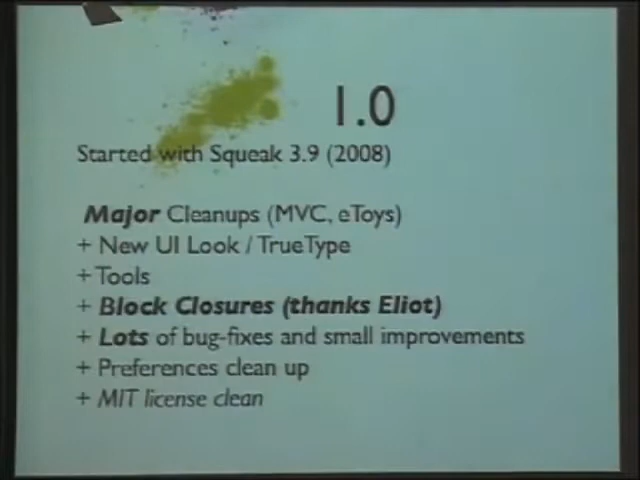 1.0
Started with Squeak 3.9 (2008)
Major Cleanups (MVC, eToys)
+ New UI Look / TrueType
+ Tools
+ Block Closures (thanks Eliot)
+ Lots of bug-fixes and small improvements
+ Preferences clean up
+ MIT license clean